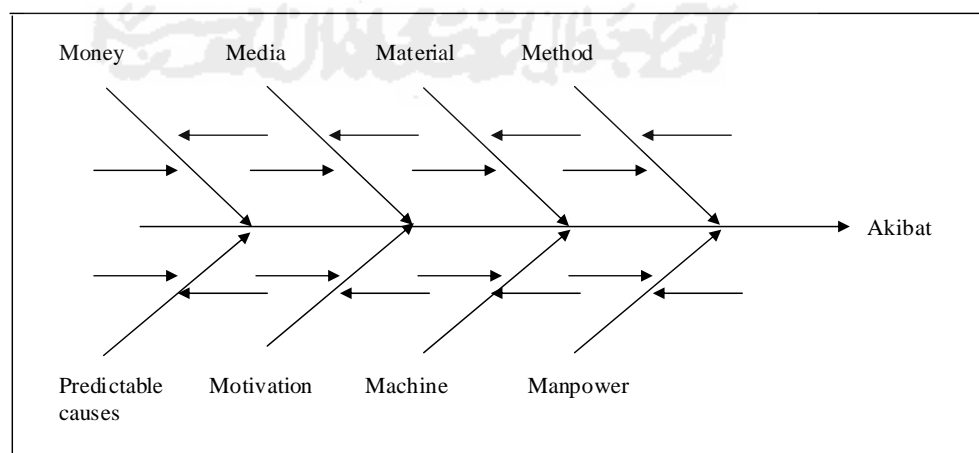 Money Media Material Method
Akibat
Predictable causes Motivation Machine Manpower